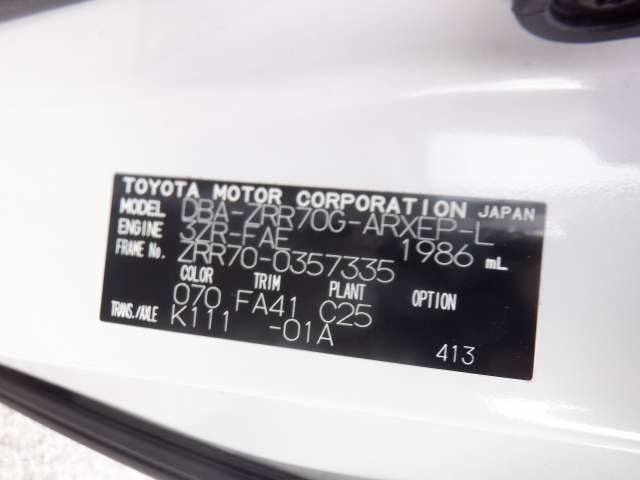 TOYOTA MOTOR CORPORATION JAPAN
MODEL DBA-ZRR70G-ARXEP-L
ENGINE 3ZR-FAE 1986 mL
FRAME No. ZRR70-0357335
COLOR TRIM PLANT OPTION
070 FA41 C25
TRANS./AXLE K111 -01A
413